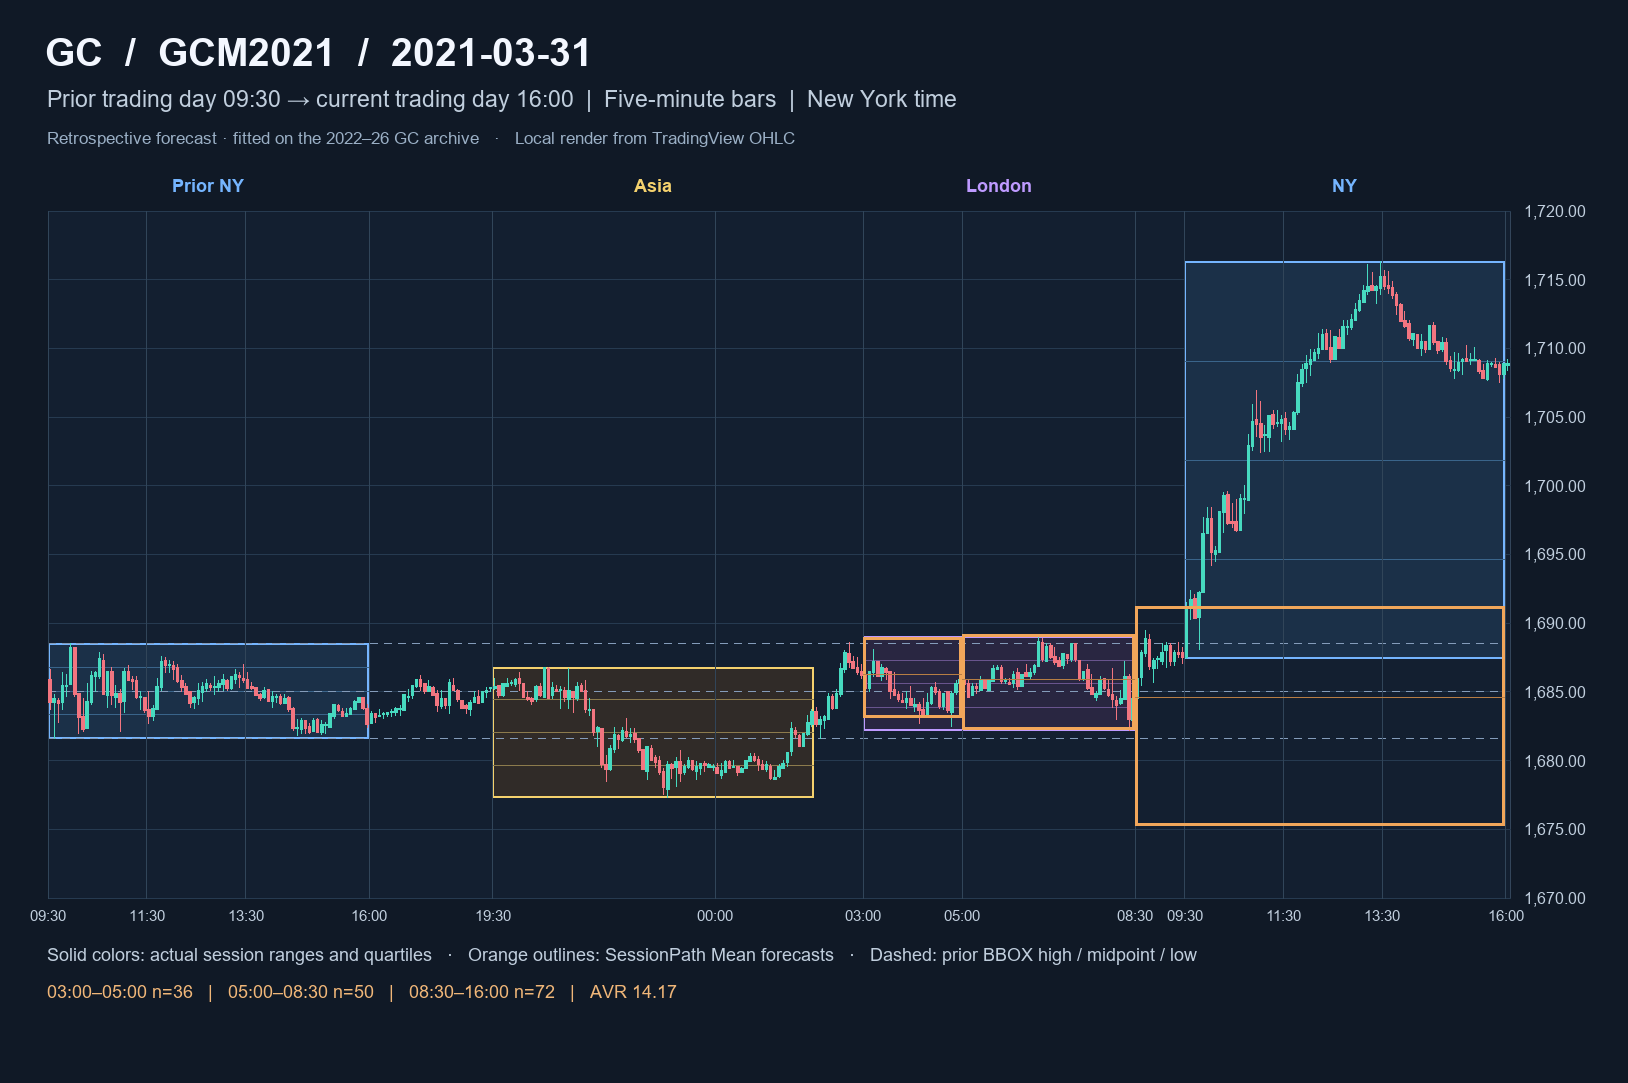 GC / GCM2021 / 2021-03-31
Prior trading day 09:30 → current trading day 16:00 | Five-minute bars | New York time
Retrospective forecast · fitted on the 2022–26 GC archive · Local render from TradingView OHLC
Prior NY Asia London NY
1,720.00
1,715.00
1,710.00
1,705.00
1,700.00
1,695.00
1,690.00
1,685.00
1,680.00
1,675.00
1,670.00
09:30 11:30 13:30 16:00 19:30 00:00 03:00 05:00 08:30 09:30 11:30 13:30 16:00
Solid colors: actual session ranges and quartiles · Orange outlines: SessionPath Mean forecasts · Dashed: prior BBOX high / midpoint / low
03:00–05:00 n=36 | 05:00–08:30 n=50 | 08:30–16:00 n=72 | AVR 14.17